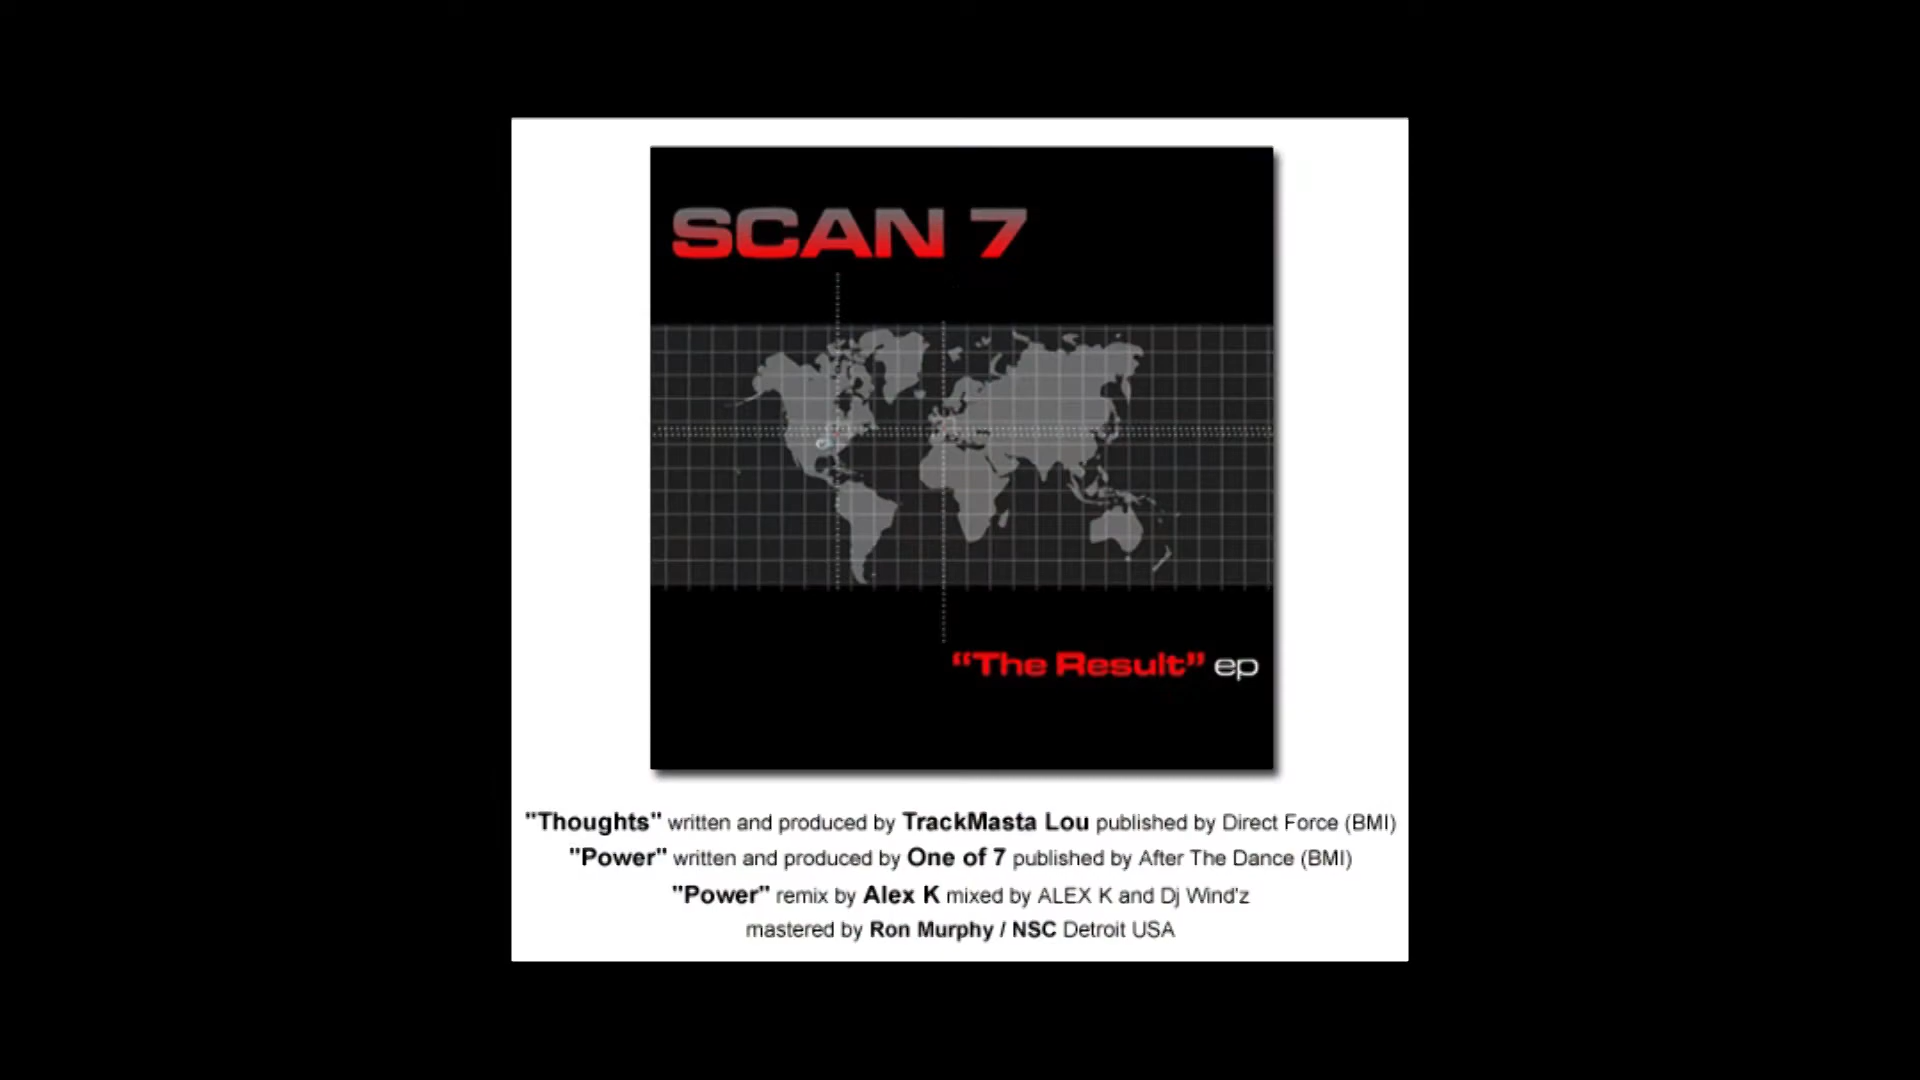 SCAN 7
“The Result” ep
"Thoughts" written and produced by TrackMasta Lou published by Direct Force (BMI)
"Power" written and produced by One of 7 published by After The Dance (BMI)
"Power" remix by Alex K mixed by ALEX K and Dj Wind'z
mastered by Ron Murphy / NSC Detroit USA